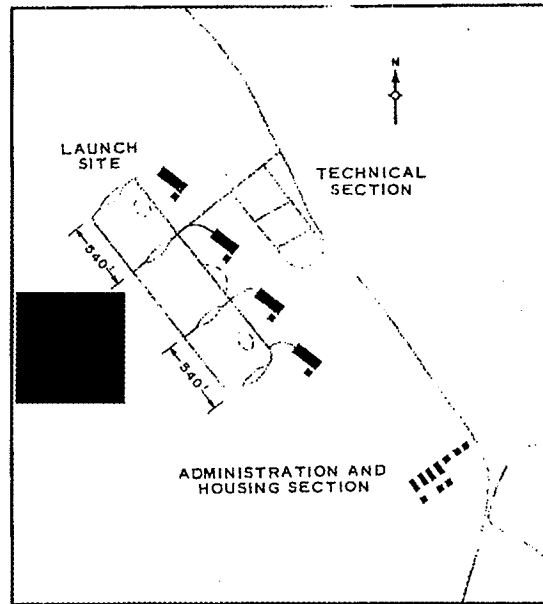 N
LAUNCH
SITE
TECHNICAL
SECTION
540'
540'
ADMINISTRATION AND
HOUSING SECTION